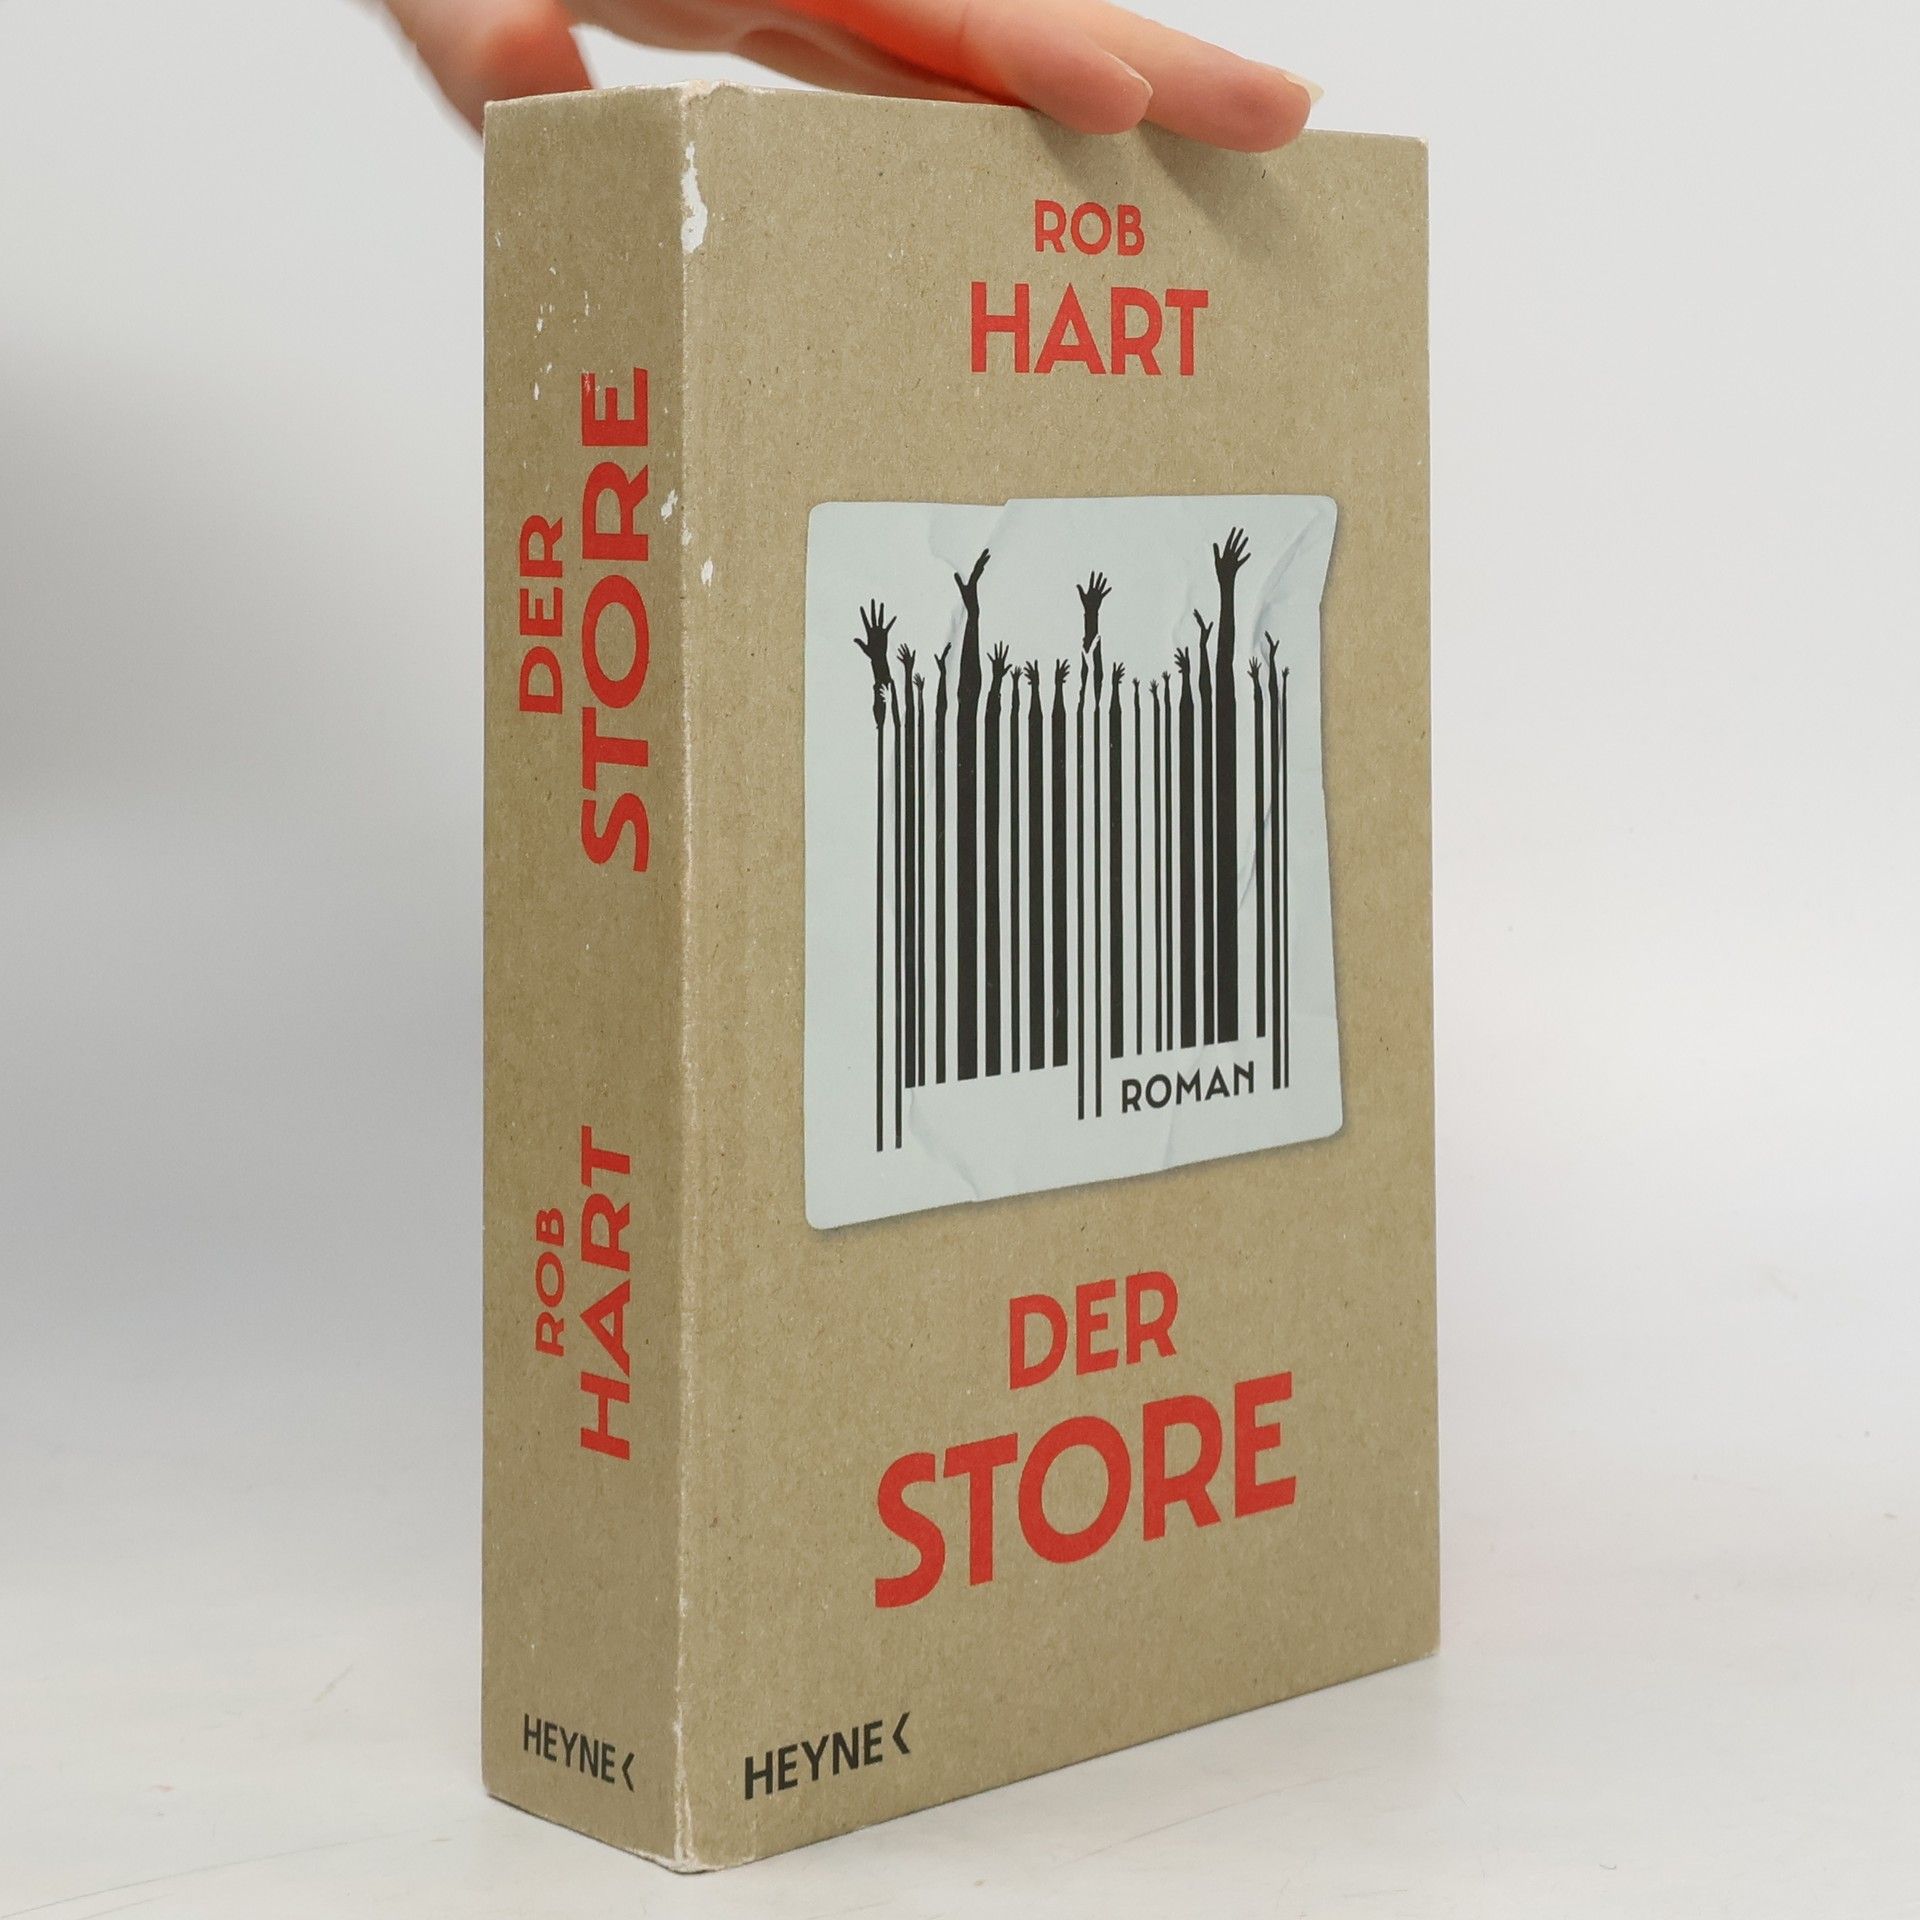 DER
STORE
ROB
HART
HEYNE<
ROB
HART
ROMAN
DER
STORE
HEYNE<